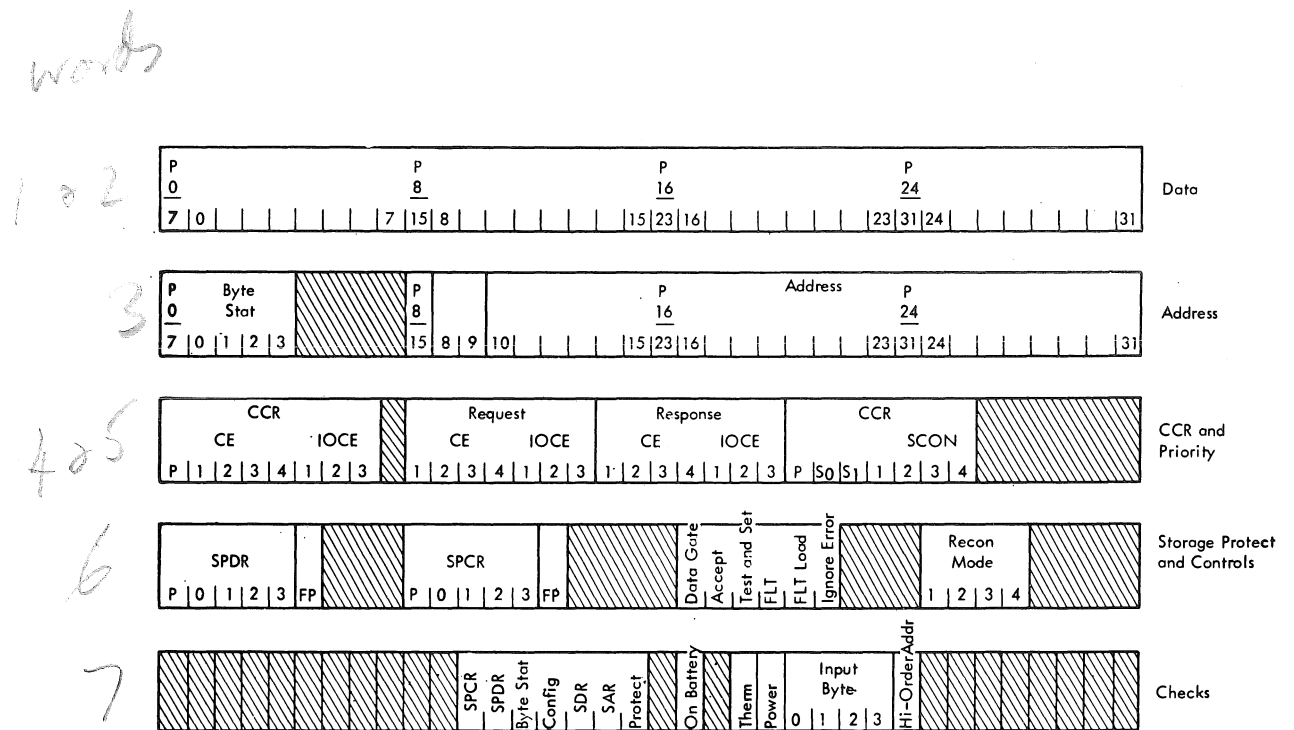 words
1 & 2
P P P P
0 8 16 24 Data
7 0 7 15 8 15 23 16 23 31 24 31
3
P Byte P Address
0 Stat 8 P P
16 24 Address
7 0 1 2 3 15 8 9 10 15 23 16 23 31 24 31
4 & 5
CCR Request Response CCR
CE IOCE CE IOCE CE IOCE SCON CCR and
P 1 2 3 4 1 2 3 1 2 3 4 1 2 3 1 2 3 4 1 2 3 P S0 S1 1 2 3 4 Priority
6
SPDR SPCR Data Gate Accept Test and Set FLT FLT Load Ignore Error Recon Storage Protect
Mode and Controls
P 0 1 2 3 FP P 0 1 2 3 FP 1 2 3 4
7
SPCR SPDR Byte Stat Config SDR SAR Protect On Battery Therm Power Input Hi-Order Addr
Byte Checks
0 1 2 3